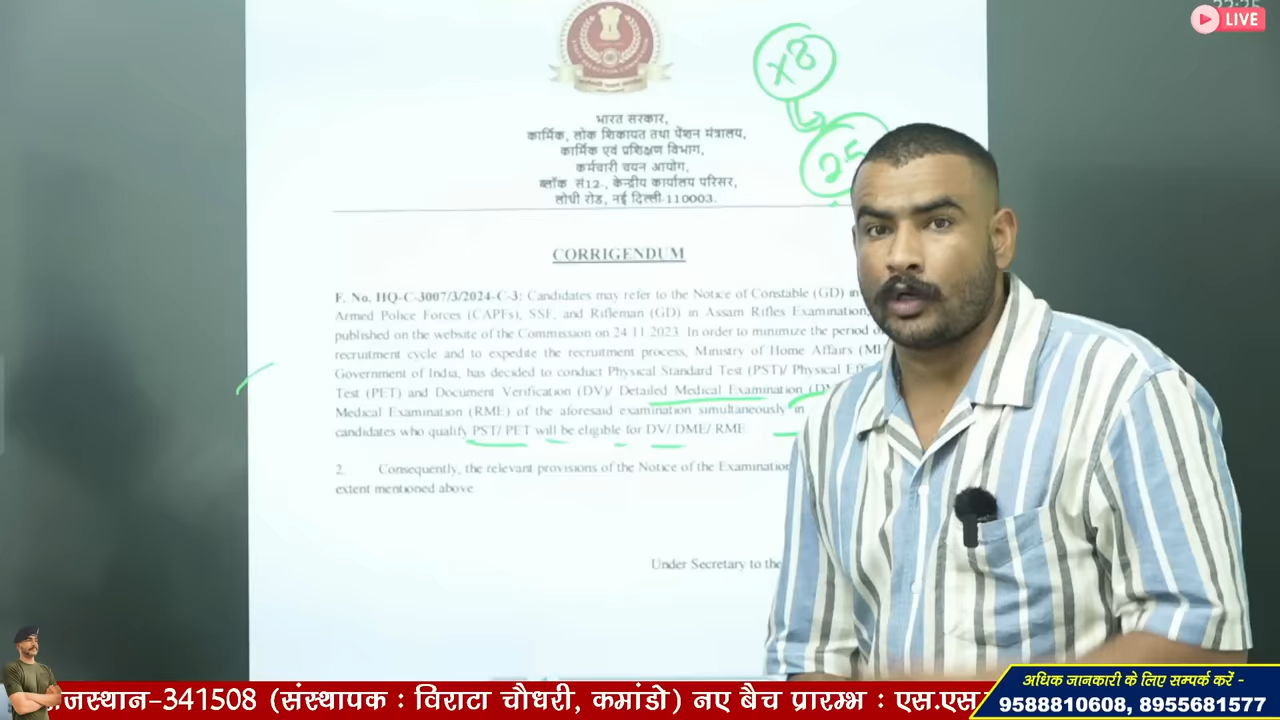 LIVE
x8
25
भारत सरकार,
कार्मिक, लोक शिकायत तथा पेंशन मंत्रालय,
कार्मिक एवं प्रशिक्षण विभाग,
कर्मचारी चयन आयोग,
ब्लॉक सं12-, केन्द्रीय कार्यालय परिसर,
लोधी रोड, नई दिल्ली-110003.
CORRIGENDUM
F. No. HQ-C-3007/3/2024-C-3: Candidates may refer to the Notice of Constable (GD) in
Armed Police Forces (CAPFs), SSF, and Rifleman (GD) in Assam Rifles Examination,
published on the website of the Commission on 24.11.2023. In order to minimize the period o
recruitment cycle and to expedite the recruitment process, Ministry of Home Affairs (MH
Government of India, has decided to conduct Physical Standard Test (PST)/ Physical Eff
Test (PET) and Document Verification (DV)/ Detailed Medical Examination (DM
Medical Examination (RME) of the aforesaid examination simultaneously in
candidates who qualify PST/ PET will be eligible for DV/ DME/ RME.
2. Consequently, the relevant provisions of the Notice of the Examination
extent mentioned above.
Under Secretary to the
जस्थान-341508 (संस्थापक : विराटा चौधरी, कमांडो) नए बैच प्रारम्भ : एस.एस
अधिक जानकारी के लिए सम्पर्क करें -
9588810608, 8955681577